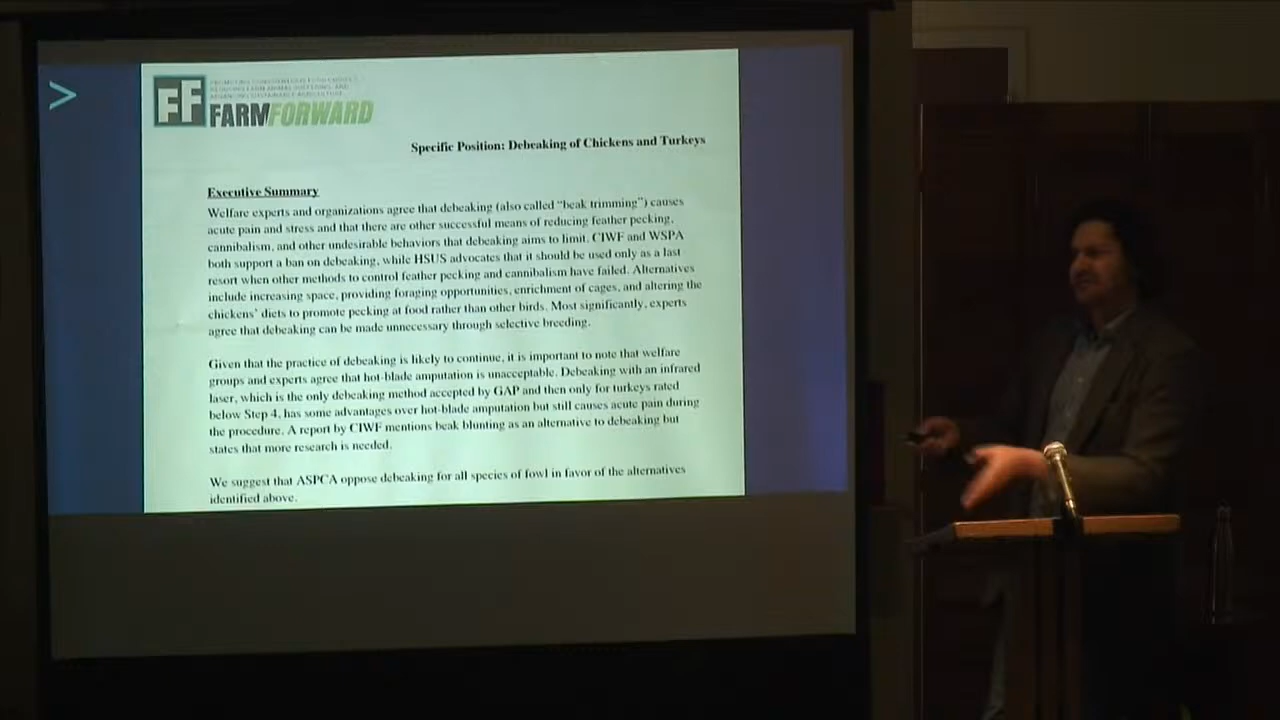 >
FF
FARMFORWARD
Specific Position: Debeaking of Chickens and Turkeys
Executive Summary
Welfare experts and organizations agree that debeaking (also called “beak trimming”) causes
acute pain and stress and that there are other successful means of reducing feather pecking,
cannibalism, and other undesirable behaviors that debeaking aims to limit. CIWF and WSPA
both support a ban on debeaking, while HSUS advocates that it should be used only as a last
resort when other methods to control feather pecking and cannibalism have failed. Alternatives
include increasing space, providing foraging opportunities, enrichment of cages, and altering the
chickens’ diets to promote pecking at food rather than other birds. Most significantly, experts
agree that debeaking can be made unnecessary through selective breeding.
Given that the practice of debeaking is likely to continue, it is important to note that welfare
groups and experts agree that hot-blade amputation is unacceptable. Debeaking with an infrared
laser, which is the only debeaking method accepted by GAP and then only for turkeys rated
below Step 4, has some advantages over hot-blade amputation but still causes acute pain during
the procedure. A report by CIWF mentions beak blunting as an alternative to debeaking but
states that more research is needed.
We suggest that ASPCA oppose debeaking for all species of fowl in favor of the alternatives
identified above.